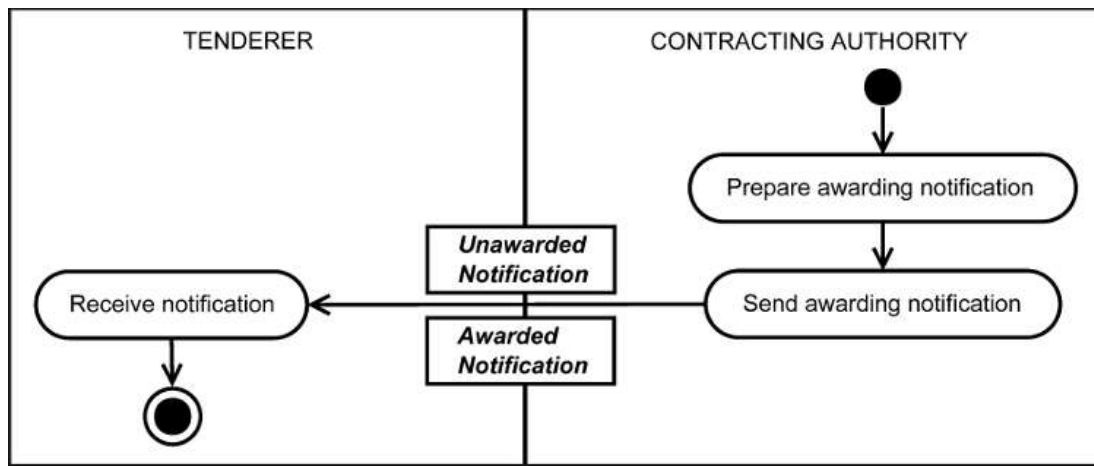 TENDERER
CONTRACTING AUTHORITY
Prepare awarding notification
Unawarded
Notification
Receive notification
Send awarding notification
Awarded
Notification